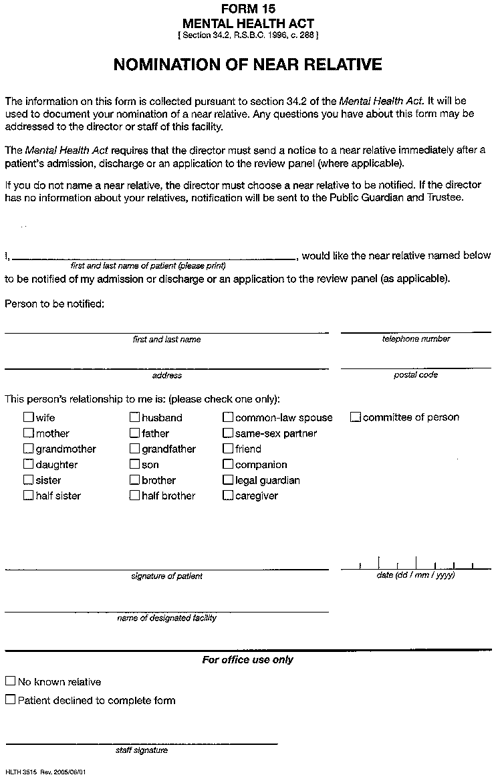 FORM 15
MENTAL HEALTH ACT
[ Section 34.2, R.S.B.C. 1996, c. 288 ]
NOMINATION OF NEAR RELATIVE
The information on this form is collected pursuant to section 34.2 of the Mental Health Act. It will be
used to document your nomination of a near relative. Any questions you have about this form may be
addressed to the director or staff of this facility.
The Mental Health Act requires that the director must send a notice to a near relative immediately after a
patient's admission, discharge or an application to the review panel (where applicable).
If you do not name a near relative, the director must choose a near relative to be notified. If the director
has no information about your relatives, notification will be sent to the Public Guardian and Trustee.
I, , would like the near relative named below
first and last name of patient (please print)
to be notified of my admission or discharge or an application to the review panel (as applicable).
Person to be notified:
first and last name telephone number
address postal code
This person's relationship to me is: (please check one only):
wife husband common-law spouse committee of person
mother father same-sex partner
grandmother grandfather friend
daughter son companion
sister brother legal guardian
half sister half brother caregiver
signature of patient date (dd / mm / yyyy)
name of designated facility
For office use only
No known relative
Patient declined to complete form
staff signature
HLTH 3515 Rev. 2005/06/01